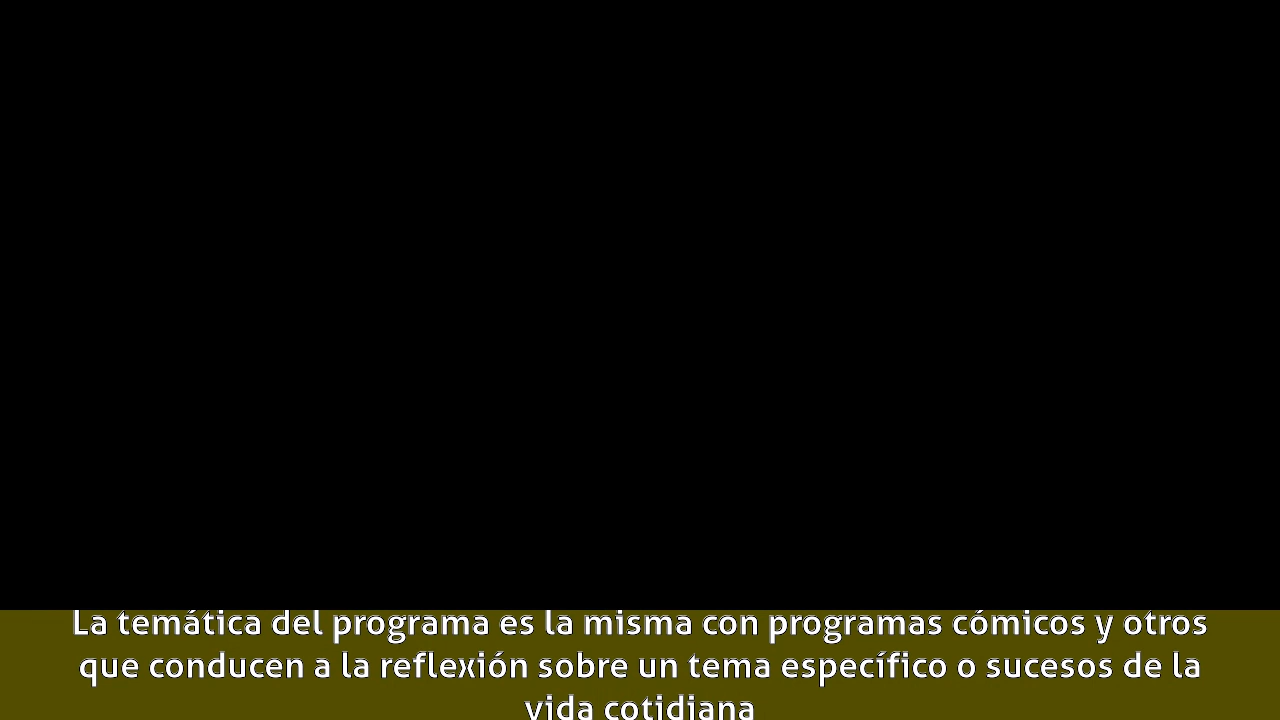 La temática del programa es la misma con programas cómicos y otros
que conducen a la reflexión sobre un tema específico o sucesos de la
vida cotidiana